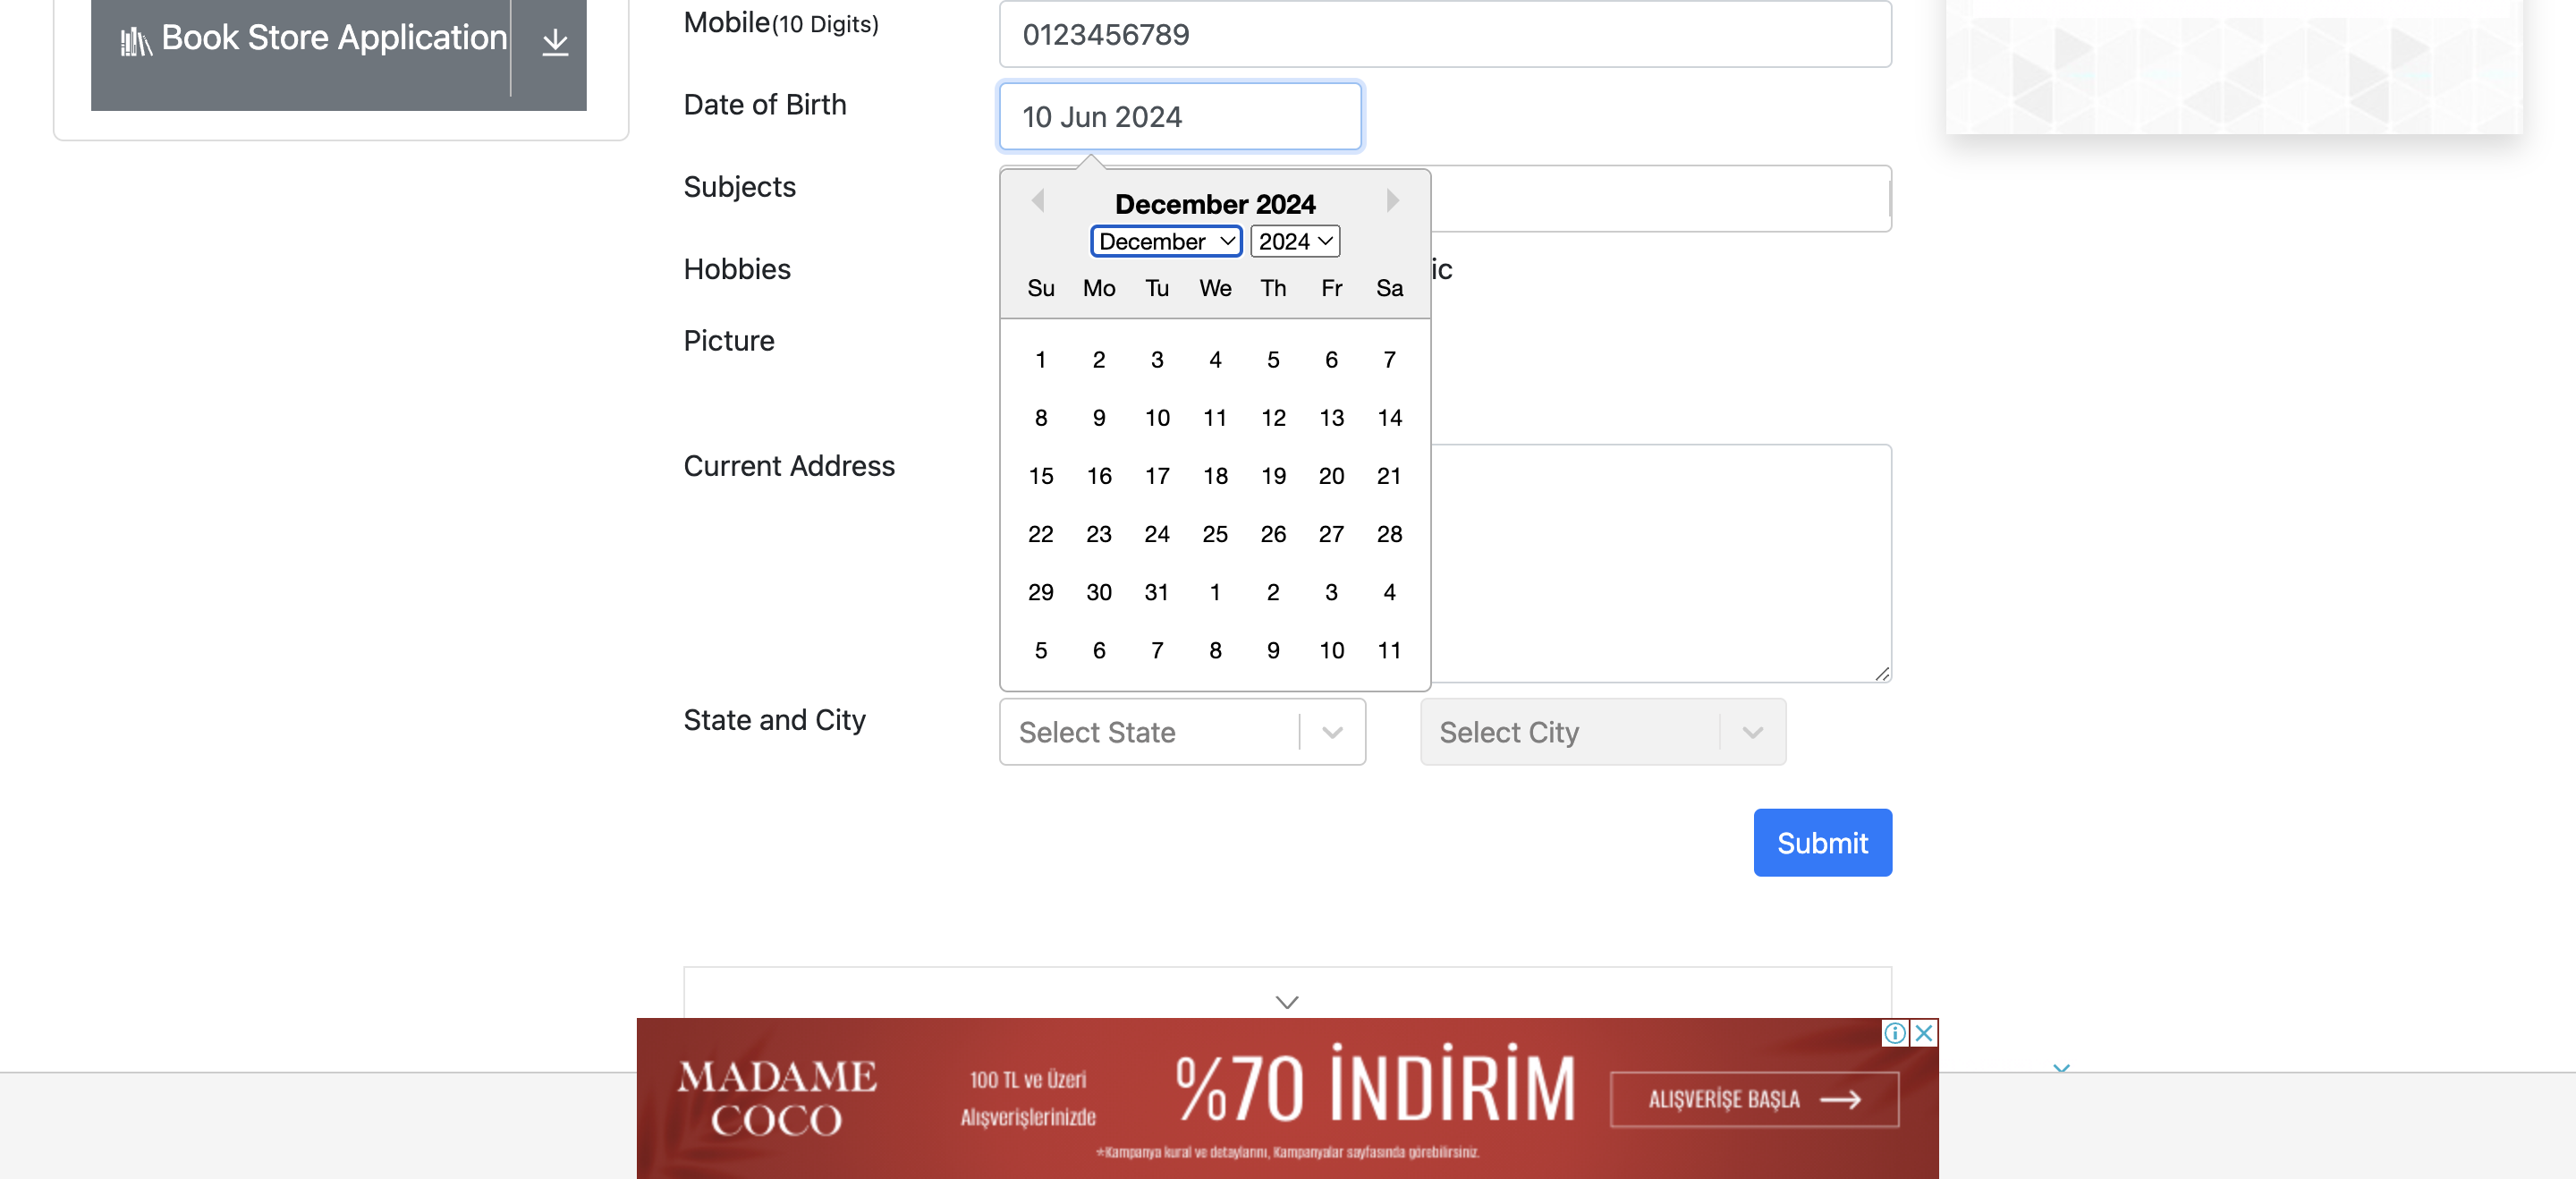 Book Store Application
Mobile(10 Digits)
0123456789
Date of Birth
10 Jun 2024
Subjects
Hobbies
ic
Picture
Current Address
December 2024
December 2024
Su Mo Tu We Th Fr Sa
1 2 3 4 5 6 7
8 9 10 11 12 13 14
15 16 17 18 19 20 21
22 23 24 25 26 27 28
29 30 31 1 2 3 4
5 6 7 8 9 10 11
State and City
Select State
Select City
Submit
MADAME
COCO
100 TL ve Üzeri
Alışverişlerinizde
%70 İNDİRİM
ALIŞVERİŞE BAŞLA
*Kampanya kural ve detaylarını, Kampanyalar sayfasında görebilirsiniz.